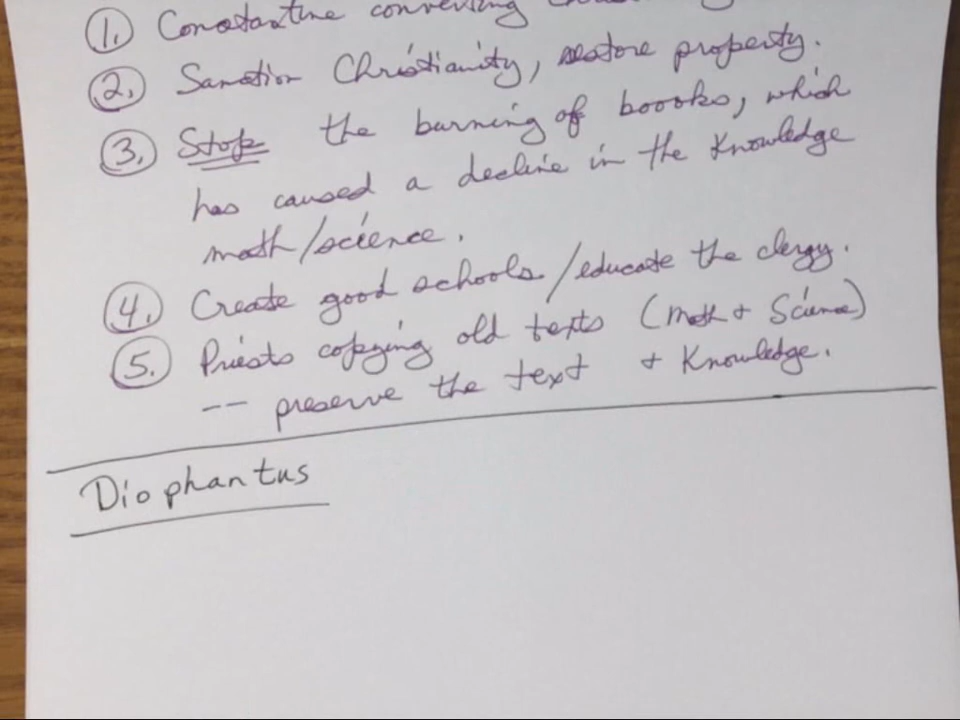 1. Constantine converting
2. Sanction Christianity, restore property.
3. Stop the burning of boooks, which
has caused a decline in the Knowledge
math/science.
4. Create good schools/educate the clergy.
5. Priests copying old texts (Math + Science)
-- preserve the text + Knowledge.
Diophantus